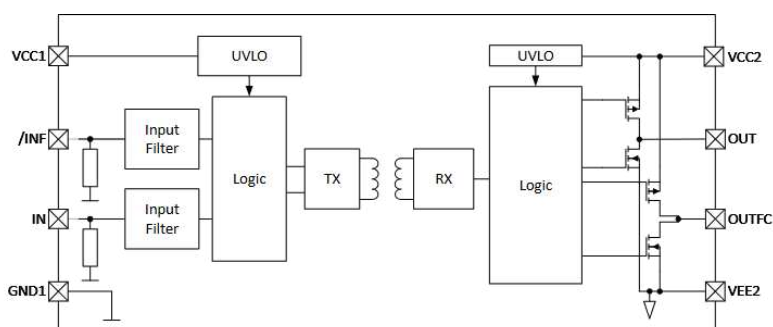 VCC1
UVLO
UVLO
VCC2
/INF
Input
Filter
OUT
Logic
TX
RX
Logic
IN
Input
Filter
OUTFC
GND1
VEE2